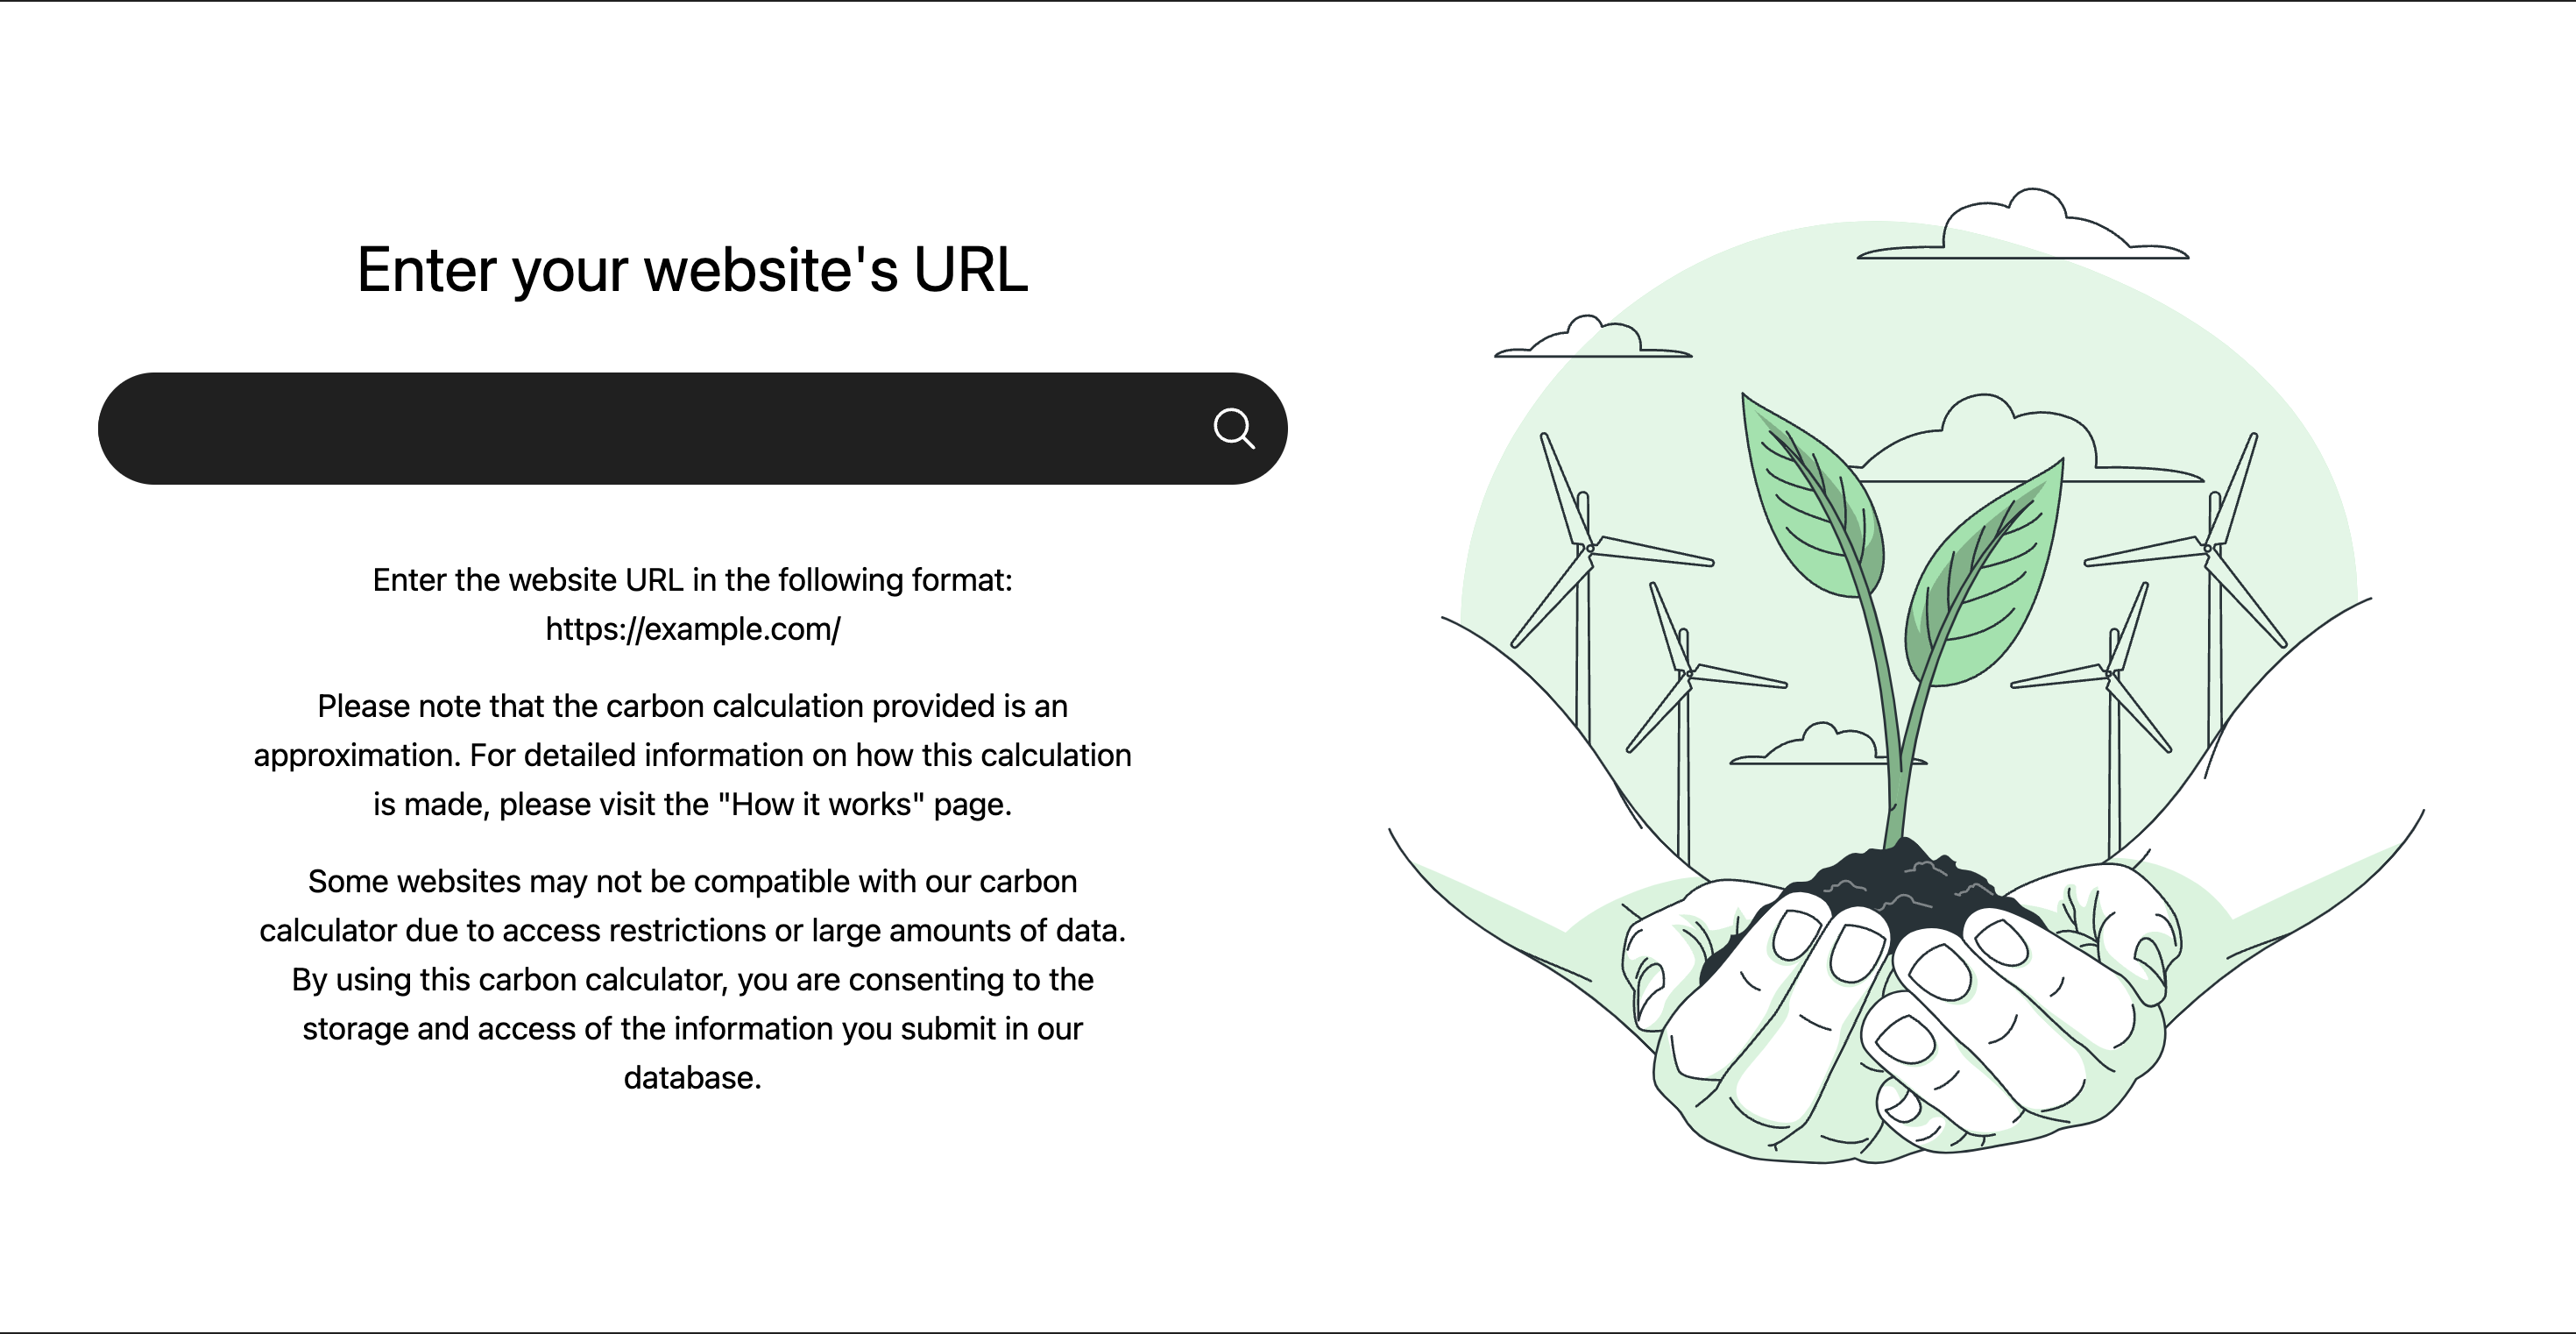 Enter your website's URL
Enter the website URL in the following format:
https://example.com/
Please note that the carbon calculation provided is an
approximation. For detailed information on how this calculation
is made, please visit the "How it works" page.
Some websites may not be compatible with our carbon
calculator due to access restrictions or large amounts of data.
By using this carbon calculator, you are consenting to the
storage and access of the information you submit in our
database.